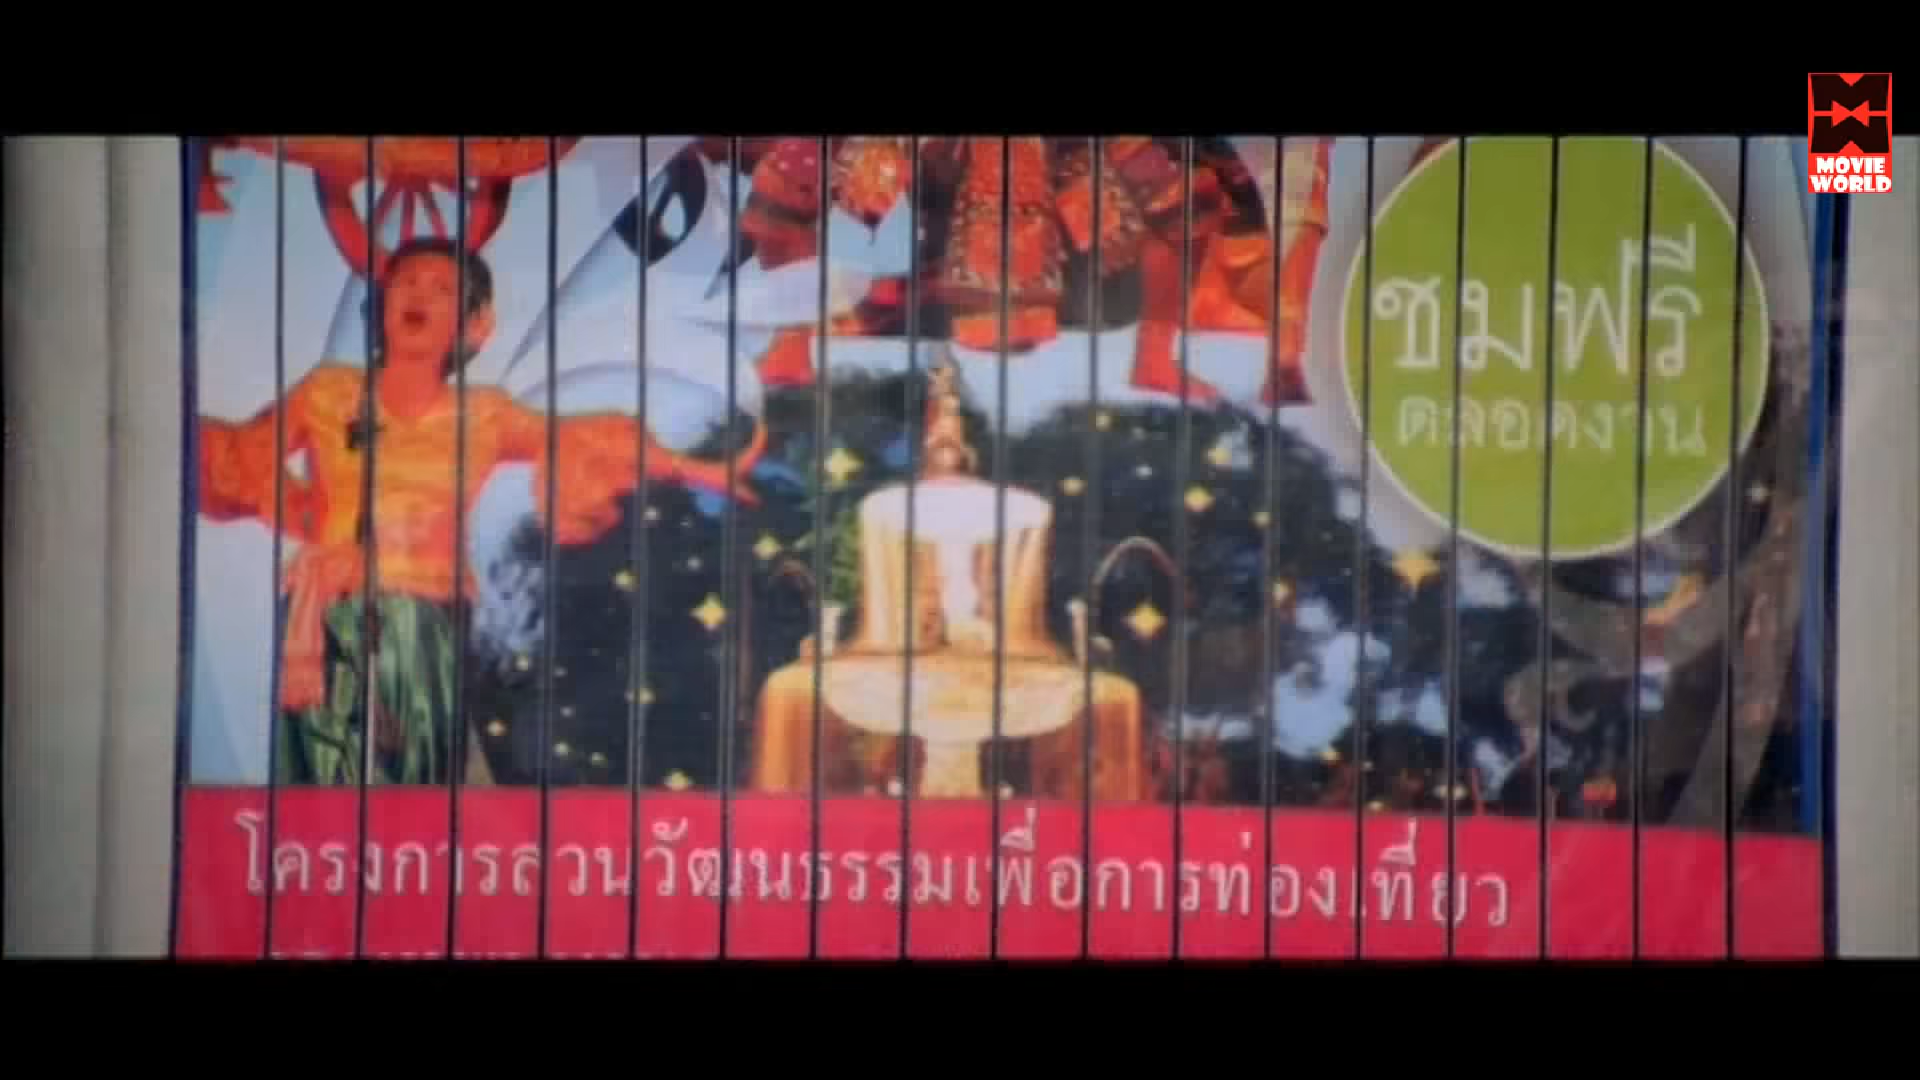 MOVIE
WORLD
ชมฟรี
ตลอดงาน
โครงการสวนวัฒนธรรมเพื่อการท่องเที่ยว